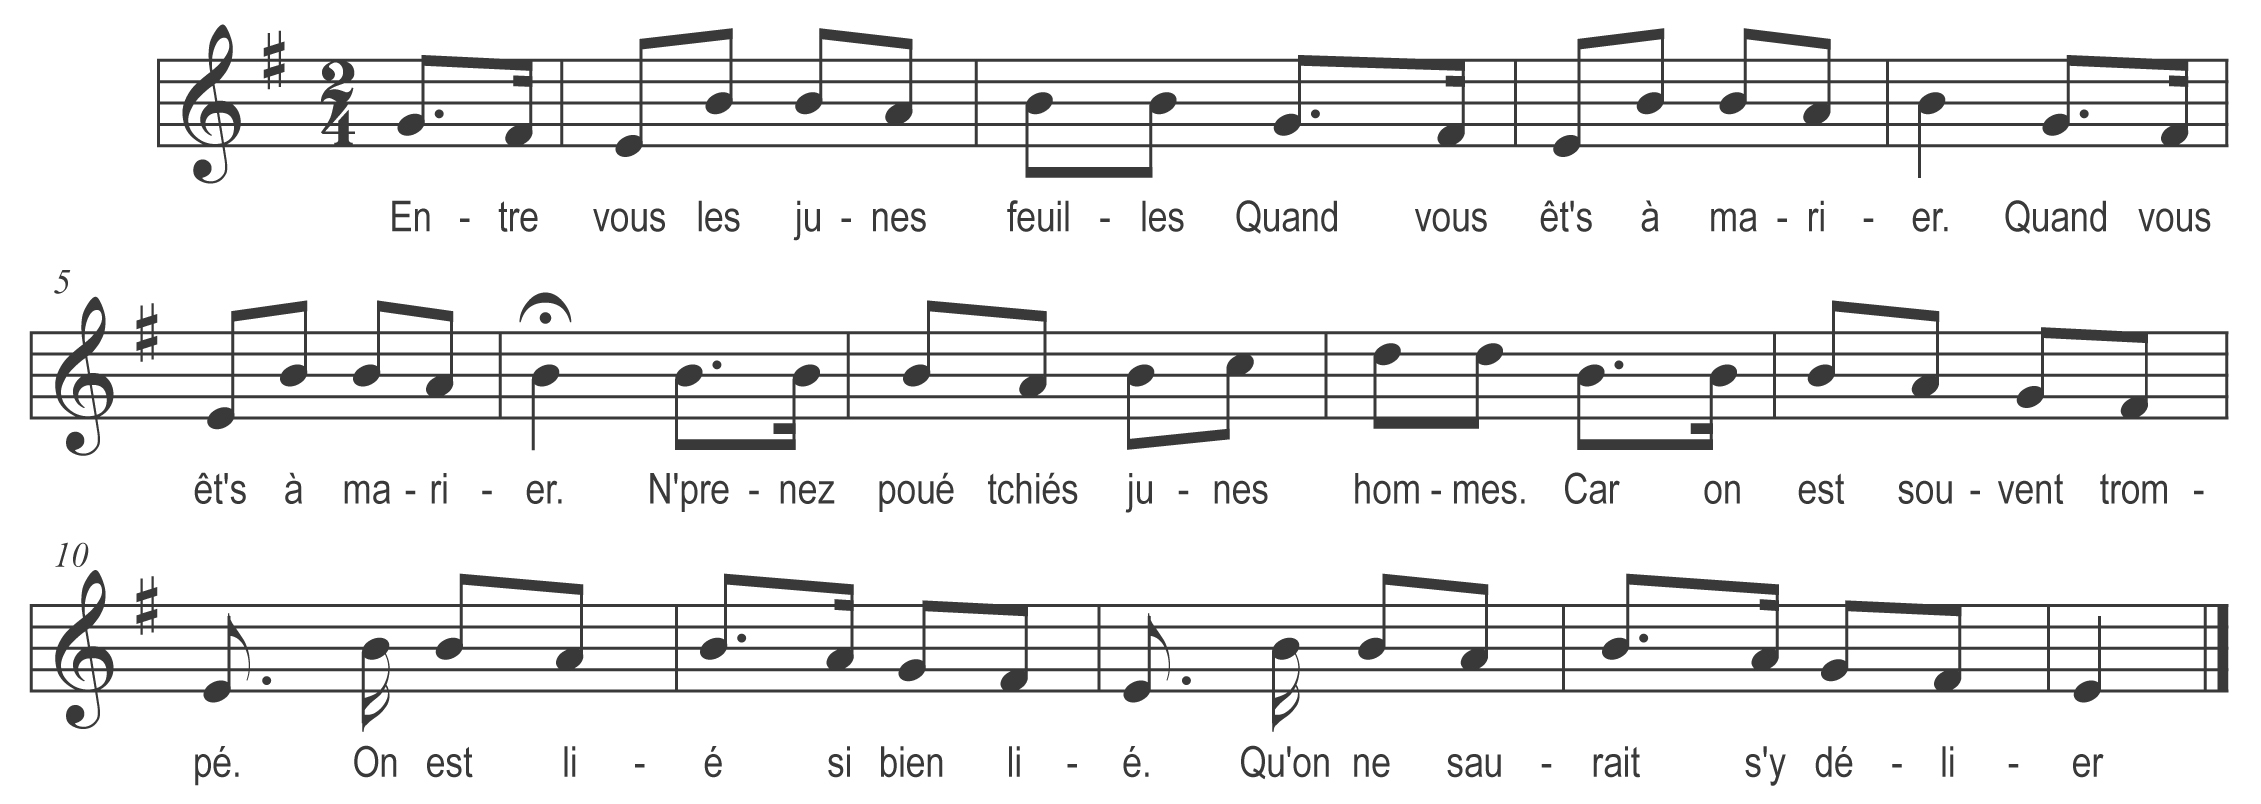 En - tre vous les ju - nes feuil - les Quand vous êt's à ma - ri - er. Quand vous
5
êt's à ma - ri - er. N'pre - nez poué tchiés ju - nes hom - mes. Car on est sou - vent trom -
10
pé. On est li - é si bien li - é. Qu'on ne sau - rait s'y dé - li - er